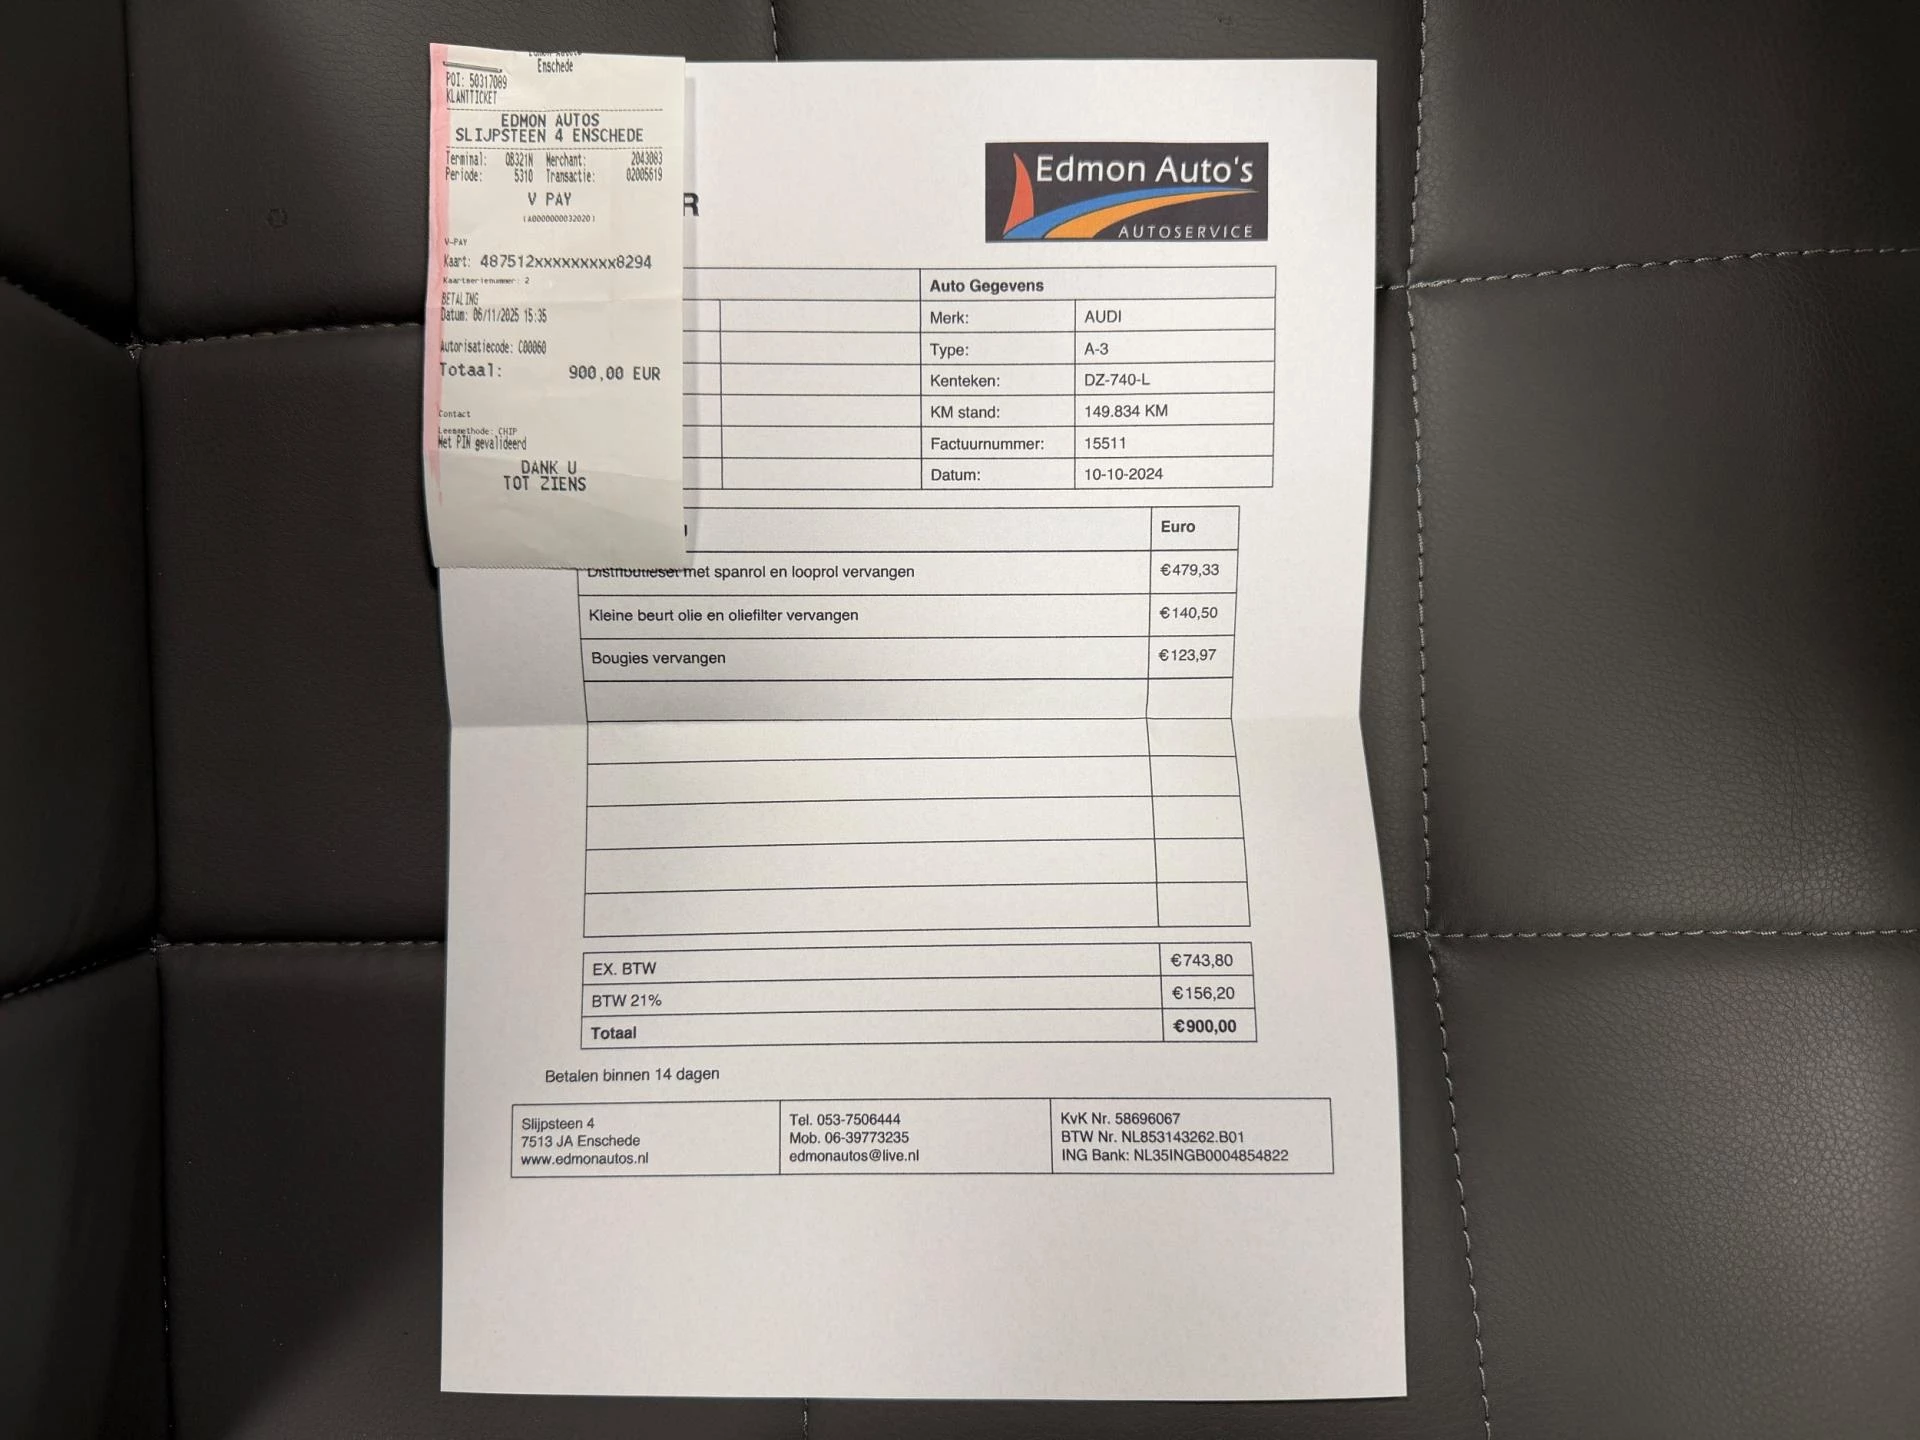 Enschede
POI: 50317089
KLANTTICKET
EDMON AUTOS
SLIJPSTEEN 4 ENSCHEDE
Terminal: 0B321N Merchant: 2043083
Periode: 5310 Transactie: 02005619
V PAY
(A0000000032020)
V-PAY
Kaart: 487512xxxxxxxxx8294
Kaartserienummer: 2
BETALING
Datum: 06/11/2025 15:35
Autorisatiecode: C00060
Totaal: 900,00 EUR
Contact
Leesmethode: CHIP
Met PIN gevalideerd
DANK U
TOT ZIENS
R
Edmon Auto's
AUTOSERVICE
Auto Gegevens
Merk: AUDI
Type: A-3
Kenteken: DZ-740-L
KM stand: 149.834 KM
Factuurnummer: 15511
Datum: 10-10-2024
Euro
Distributieset met spanrol en looprol vervangen €479,33
Kleine beurt olie en oliefilter vervangen €140,50
Bougies vervangen €123,97
EX. BTW €743,80
BTW 21% €156,20
Totaal €900,00
Betalen binnen 14 dagen
Slijpsteen 4
7513 JA Enschede
www.edmonautos.nl
Tel. 053-7506444
Mob. 06-39773235
edmonautos@live.nl
KvK Nr. 58696067
BTW Nr. NL853143262.B01
ING Bank: NL35INGB0004854822